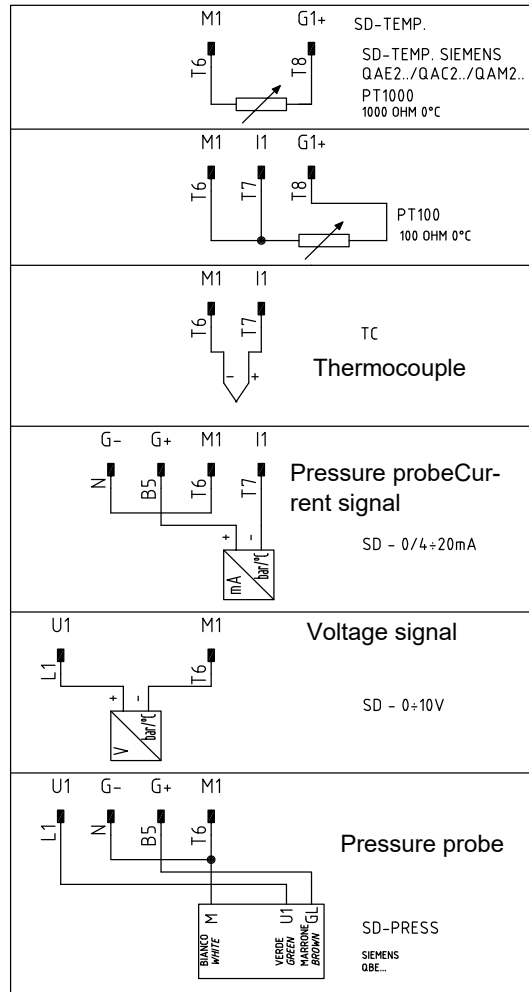 M1 G1+ SD-TEMP.
T6 T8
SD-TEMP. SIEMENS
QAE2../QAC2../QAM2..
PT1000
1000 OHM 0°C
M1 I1 G1+
T6 T7 T8
PT100
100 OHM 0°C
M1 I1
T6 T7
TC
- +
Thermocouple
G- G+ M1 I1
N B5 T6 T7
Pressure probeCur-
rent signal
+ -
SD - 0/4÷20mA
mA bar/°C
U1 M1
Voltage signal
L1 T6
+ -
SD - 0÷10V
V bar/°C
U1 G- G+ M1
L1 N B5 T6
Pressure probe
M U1 GL
BIANCO VERDE MARRONE
WHITE GREEN BROWN
SD-PRESS
SIEMENS
QBE...